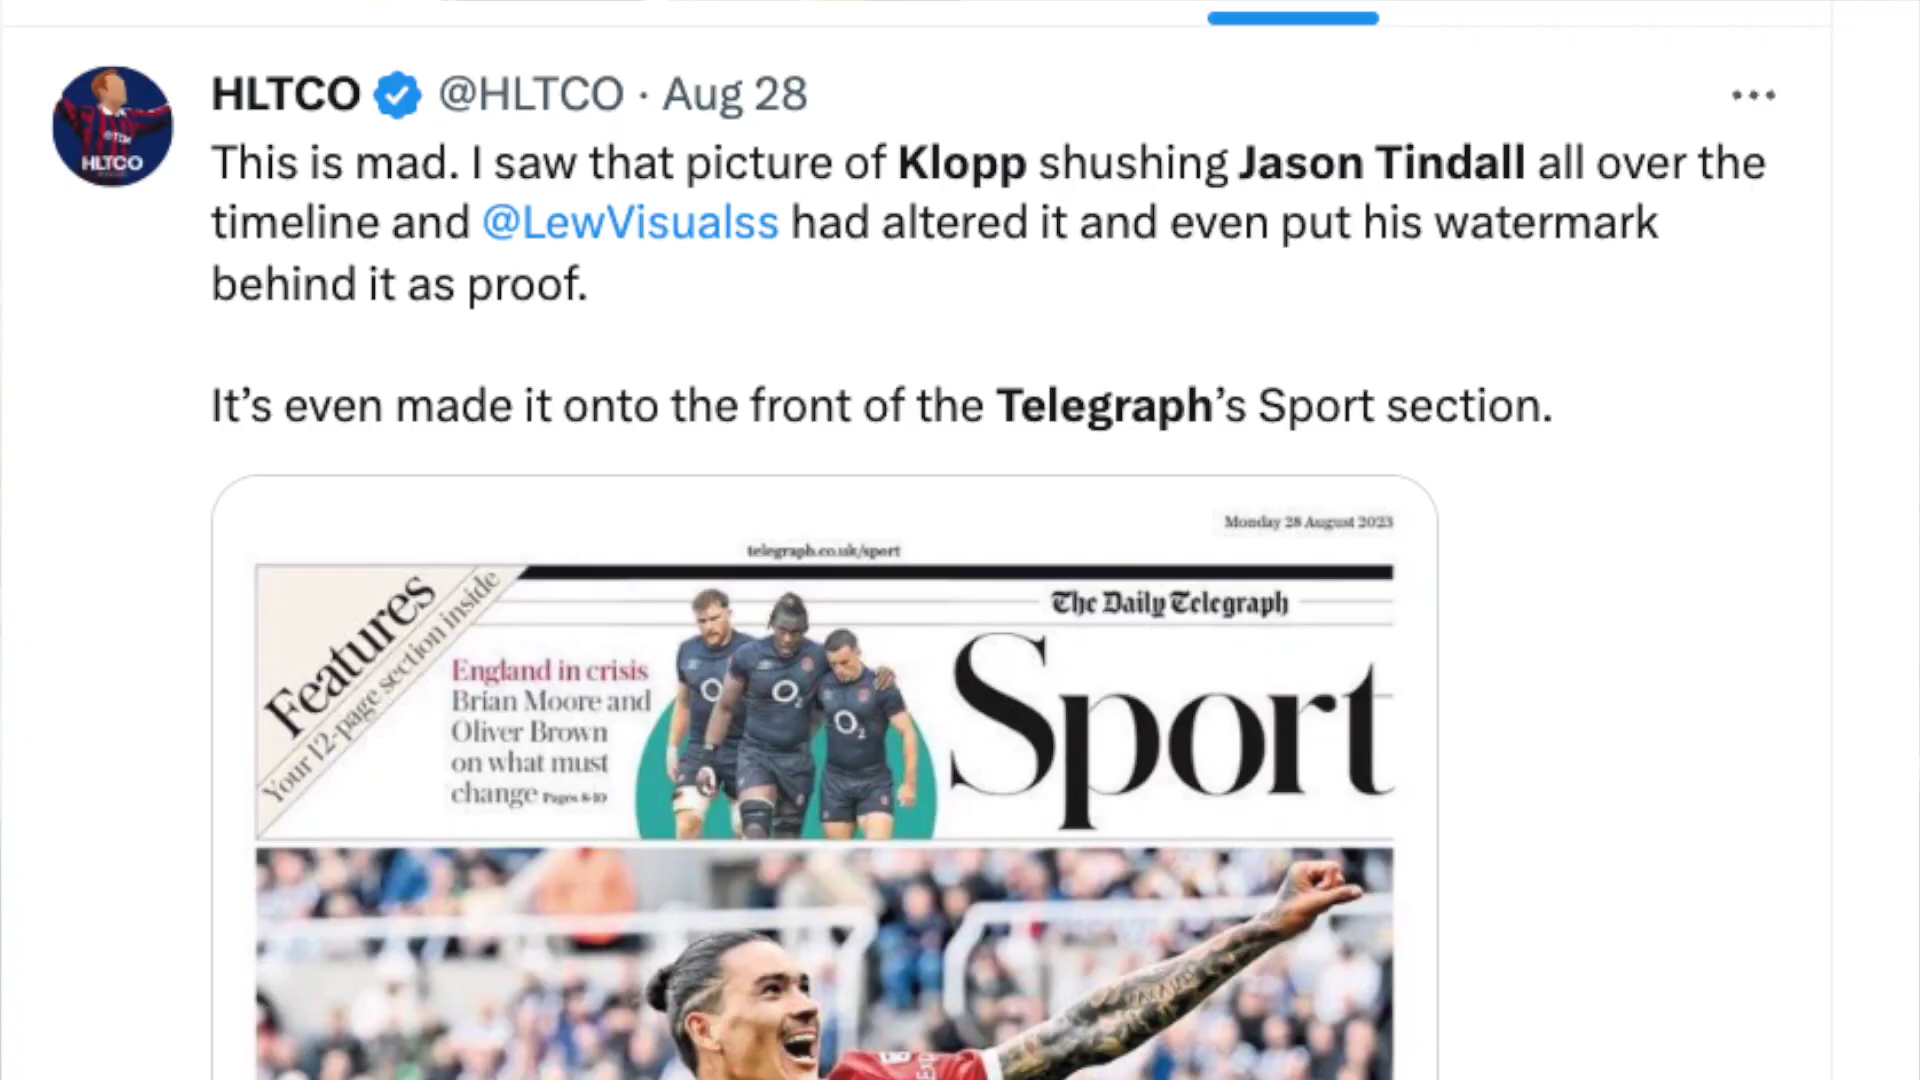 HLTCO @HLTCO · Aug 28
This is mad. I saw that picture of Klopp shushing Jason Tindall all over the
timeline and @LewVisualss had altered it and even put his watermark
behind it as proof.
It’s even made it onto the front of the Telegraph’s Sport section.
HLTCO
Monday 28 August 2023
telegraph.co.uk/sport
Features
Your 12-page section inside
The Daily Telegraph
Sport
England in crisis
Brian Moore and
Oliver Brown
on what must
change Pages 8-10
O2
O2